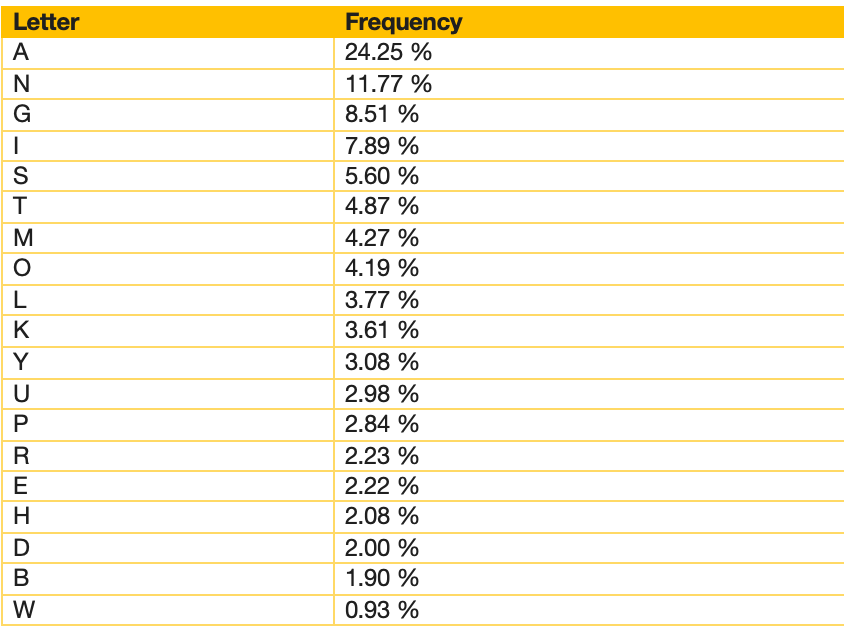 Letter Frequency
A 24.25 %
N 11.77 %
G 8.51 %
I 7.89 %
S 5.60 %
T 4.87 %
M 4.27 %
O 4.19 %
L 3.77 %
K 3.61 %
Y 3.08 %
U 2.98 %
P 2.84 %
R 2.23 %
E 2.22 %
H 2.08 %
D 2.00 %
B 1.90 %
W 0.93 %